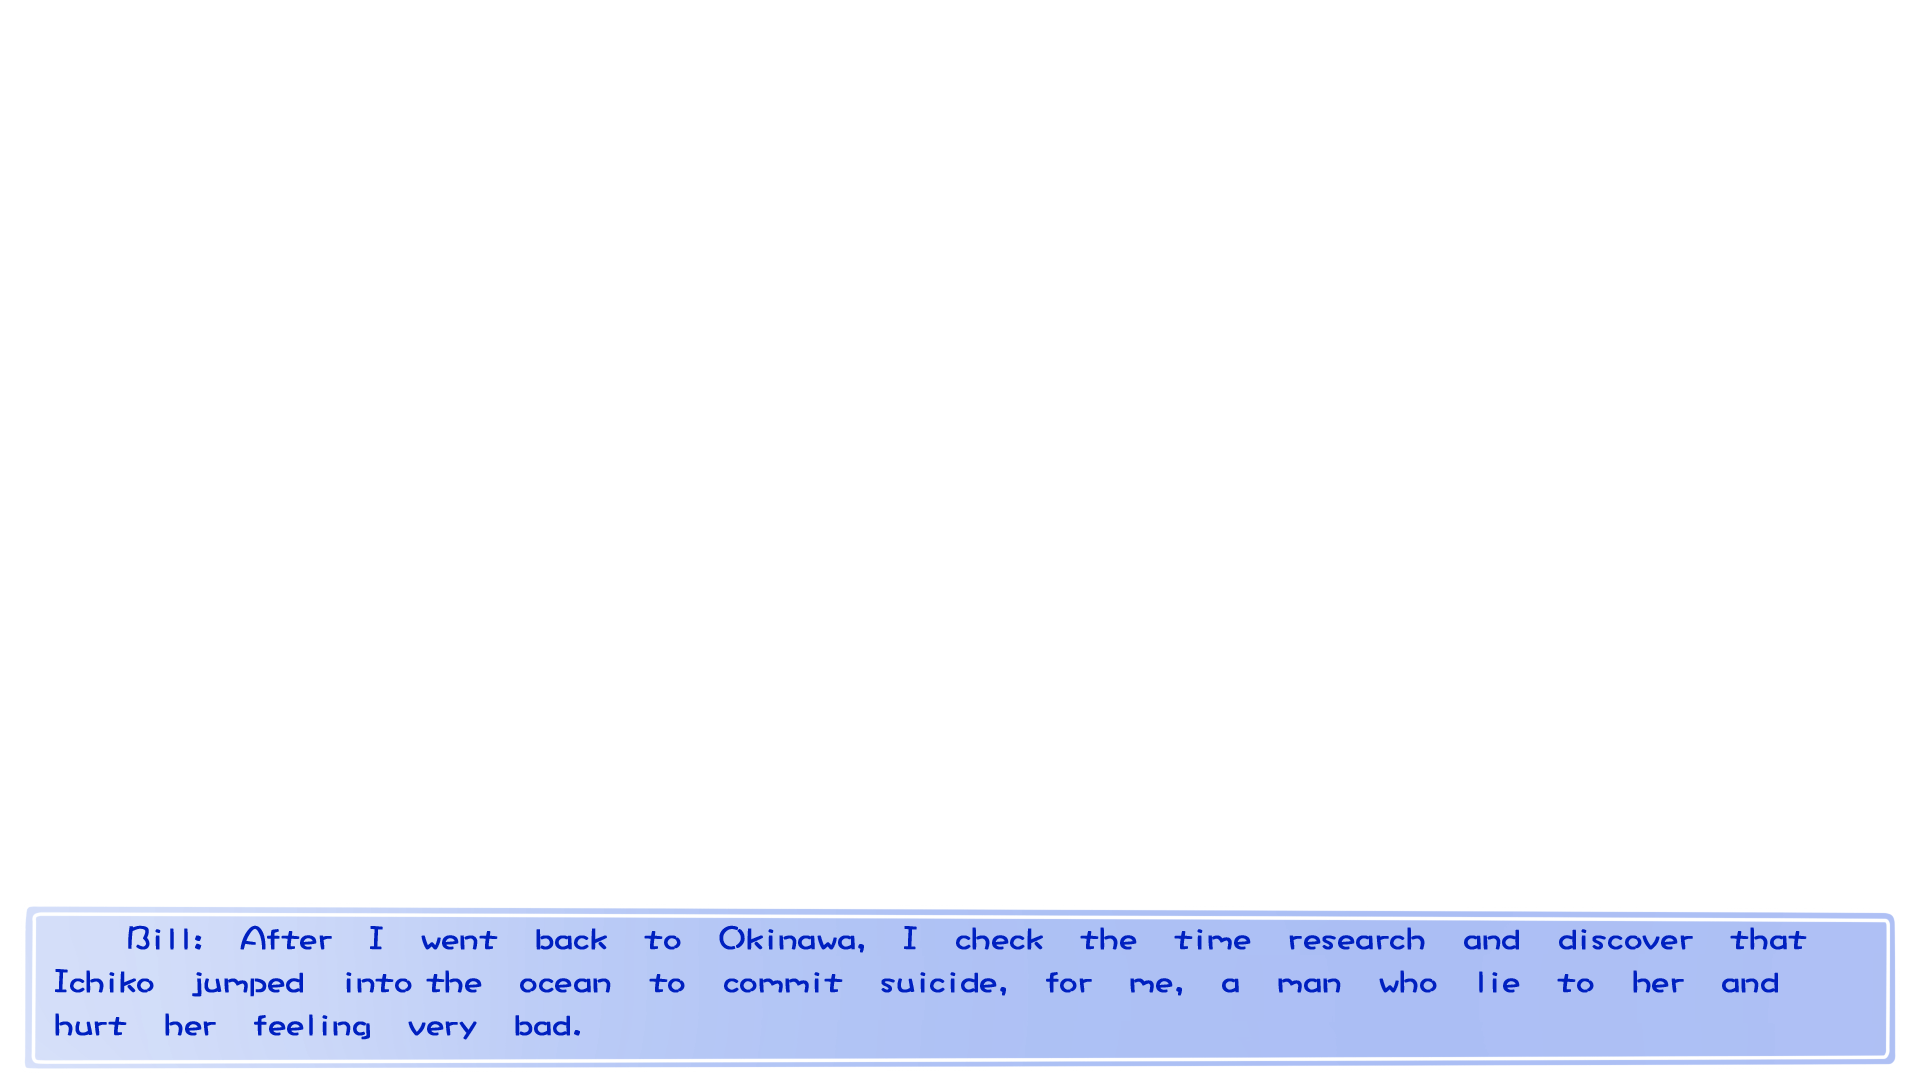 Bill: After I went back to Okinawa, I check the time research and discover that
Ichiko jumped into the ocean to commit suicide, for me, a man who lie to her and
hurt her feeling very bad.